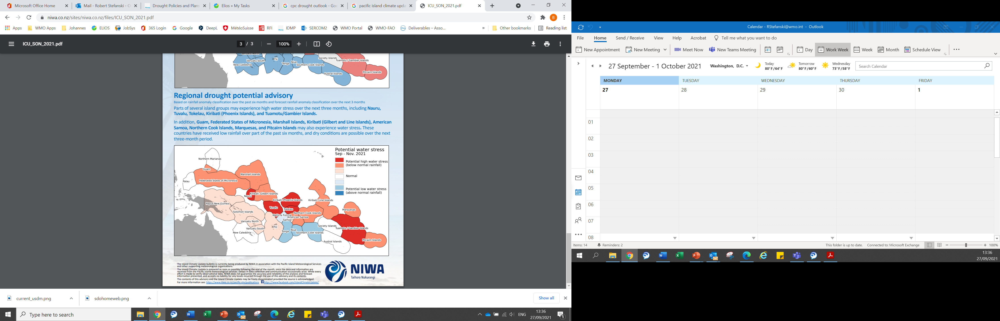 Microsoft Office Home
Mail - Robert Stefanski - O
Drought Policies and Plans
Elios » My Tasks
cpc drought outlook - Goo
pacific island climate upda
ICU_SON_2021.pdf
niwa.co.nz/sites/niwa.co.nz/files/ICU_SON_2021.pdf
B
Apps
WMO Apps
Johannes
ELIOS
JobSys
365 Login
Google
DeepL
MétéoSuisse
RFI
IDMP
SERCOM2
WMO Portal
WMO-FAO
Deliverables – Asso...
»
Other bookmarks
Reading list
ICU_SON_2021.pdf
3 / 3
100%
Vanuatu South
Fiji
Tonga
Niue
Society Islands
Tuamotu / Gambier Islands
New Caledonia
Southern Cook Islands
Austral Islands
Pitcairn Islands
Regional drought potential advisory
Based on rainfall anomaly classification over the past six months and forecast rainfall anomaly classification over the next 3 months
Parts of several island groups may experience high water stress over the next three months, including Nauru,
Tuvalu, Tokelau, Kiribati (Phoenix Islands), and Tuamotu/Gambier Islands.
In addition, Guam, Federated States of Micronesia, Marshall Islands, Kiribati (Gilbert and Line Islands), American
Samoa, Northern Cook Islands, Marquesas, and Pitcairn Islands may also experience water stress. These
countries have received low rainfall over part of the past six months, and dry conditions are possible over the next
three-month period.
Potential water stress
Sep - Nov. 2021
Potential high water stress
(below normal rainfall)
Normal
Potential low water stress
(above normal rainfall)
Northern Marianas
Guam
Palau
Federated States of Micronesia
Marshall Islands
Nauru
Kiribati: Gilbert Islands
Kiribati: Phoenix Islands
Kiribati: Line Islands
Papua New Guinea
Solomon Islands
Tuvalu
Tokelau
Wallis & Futuna
Northern Cook Islands
American Samoa
Samoa
Marquesas
Vanuatu North
Vanuatu South
Fiji
New Caledonia
Tonga
Niue
Southern Cook Islands
Society Islands
Tuamotu / Gambier Islands
Austral Islands
Pitcairn Islands
The Island Climate Update bulletin is currently being produced by NIWA in association with the Pacific Island Meteorological Services
and other supporting meteorological organisations.
The Island Climate Update is prepared as soon as possible following the end of the month, once the data and information are
received from the Pacific Island meteorological services. Delays in data collection and communication occasionally arise. While every
effort is made to verify observational data, NIWA does not guarantee the accuracy and reliability of the analysis and forecast
information presented, and accepts no liability for any losses incurred through the use of this advisory and its contents.
The contents of this advisory and the Island Climate Update may be freely disseminated provided the source is acknowledged.
For more information see: https://www.niwa.co.nz/pacific-rim/publications https://www.facebook.com/IslandClimateUpdate/
NIWA
Taihoro Nukurangi
current_usdm.png
sdohomeweb.png
Show all
Type here to search
ENG
13:36
27/09/2021
1
Calendar - RStefanski@wmo.int - Outlook
File
Home
Send / Receive
View
Help
Acrobat
Tell me what you want to do
New Appointment
New Meeting
Meet Now
New Teams Meeting
Day
Work Week
Week
Month
Schedule View
27 September - 1 October 2021
Washington, D.C.
Today
80°F/64°F
Tomorrow
80°F/60°F
Wednesday
73°F/58°F
Search Calendar
MONDAY
TUESDAY
WEDNESDAY
THURSDAY
FRIDAY
27
28
29
30
1
01
02
03
04
05
06
07
08
Items: 14
Reminders: 2
This folder is up to date.
Connected to: Microsoft Exchange
100%
13:36
27/09/2021